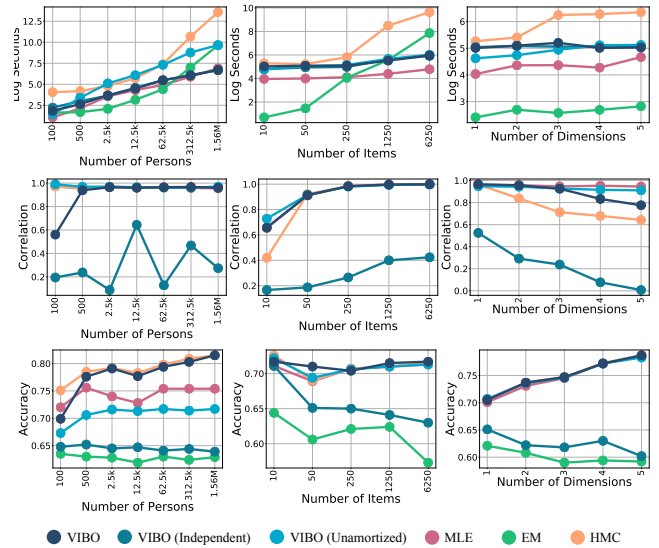 Log Seconds
12.5
10.0
7.5
5.0
2.5
100
500
2.5k
12.5k
62.5k
312.5k
1.56M
Number of Persons
Log Seconds
10
8
6
4
2
10
50
250
1250
6250
Number of Items
Log Seconds
6
5
4
3
1
2
3
4
5
Number of Dimensions
Correlation
1.0
0.8
0.6
0.4
0.2
100
500
2.5k
12.5k
62.5k
312.5k
1.56M
Number of Persons
Correlation
1.0
0.8
0.6
0.4
0.2
10
50
250
1250
6250
Number of Items
Correlation
1.0
0.8
0.6
0.4
0.2
0.0
1
2
3
4
5
Number of Dimensions
Accuracy
0.80
0.75
0.70
0.65
100
500
2.5k
12.5k
62.5k
312.5k
1.56M
Number of Persons
Accuracy
0.70
0.65
0.60
10
50
250
1250
6250
Number of Items
Accuracy
0.75
0.70
0.65
0.60
1
2
3
4
5
Number of Dimensions
VIBO VIBO (Independent) VIBO (Unamortized) MLE EM HMC